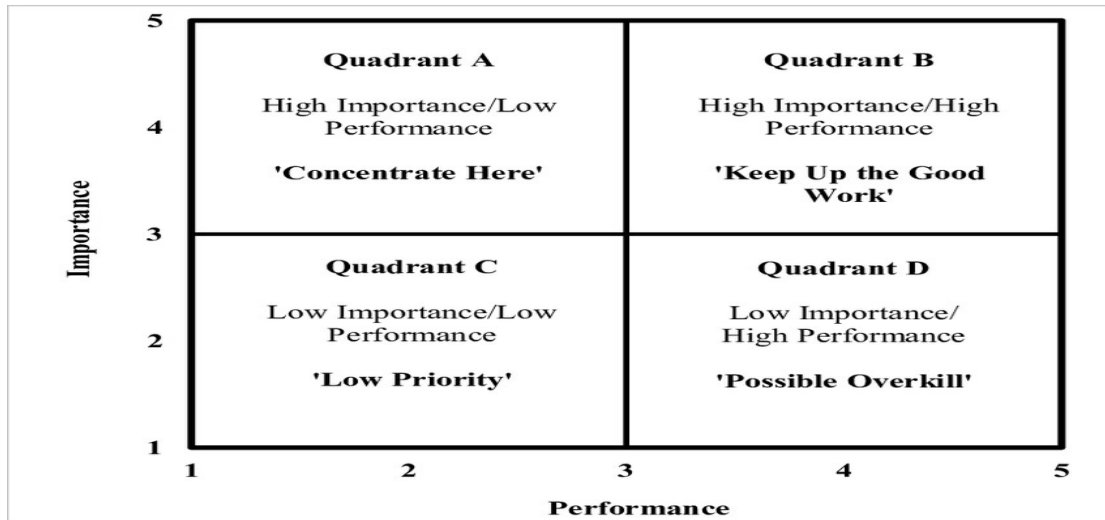 5
Quadrant A
High Importance/Low
Performance
'Concentrate Here'
Quadrant B
High Importance/High
Performance
'Keep Up the Good
Work'
4
Importance
3
Quadrant C
Low Importance/Low
Performance
'Low Priority'
Quadrant D
Low Importance/
High Performance
'Possible Overkill'
2
1
1 2 3 4 5
Performance